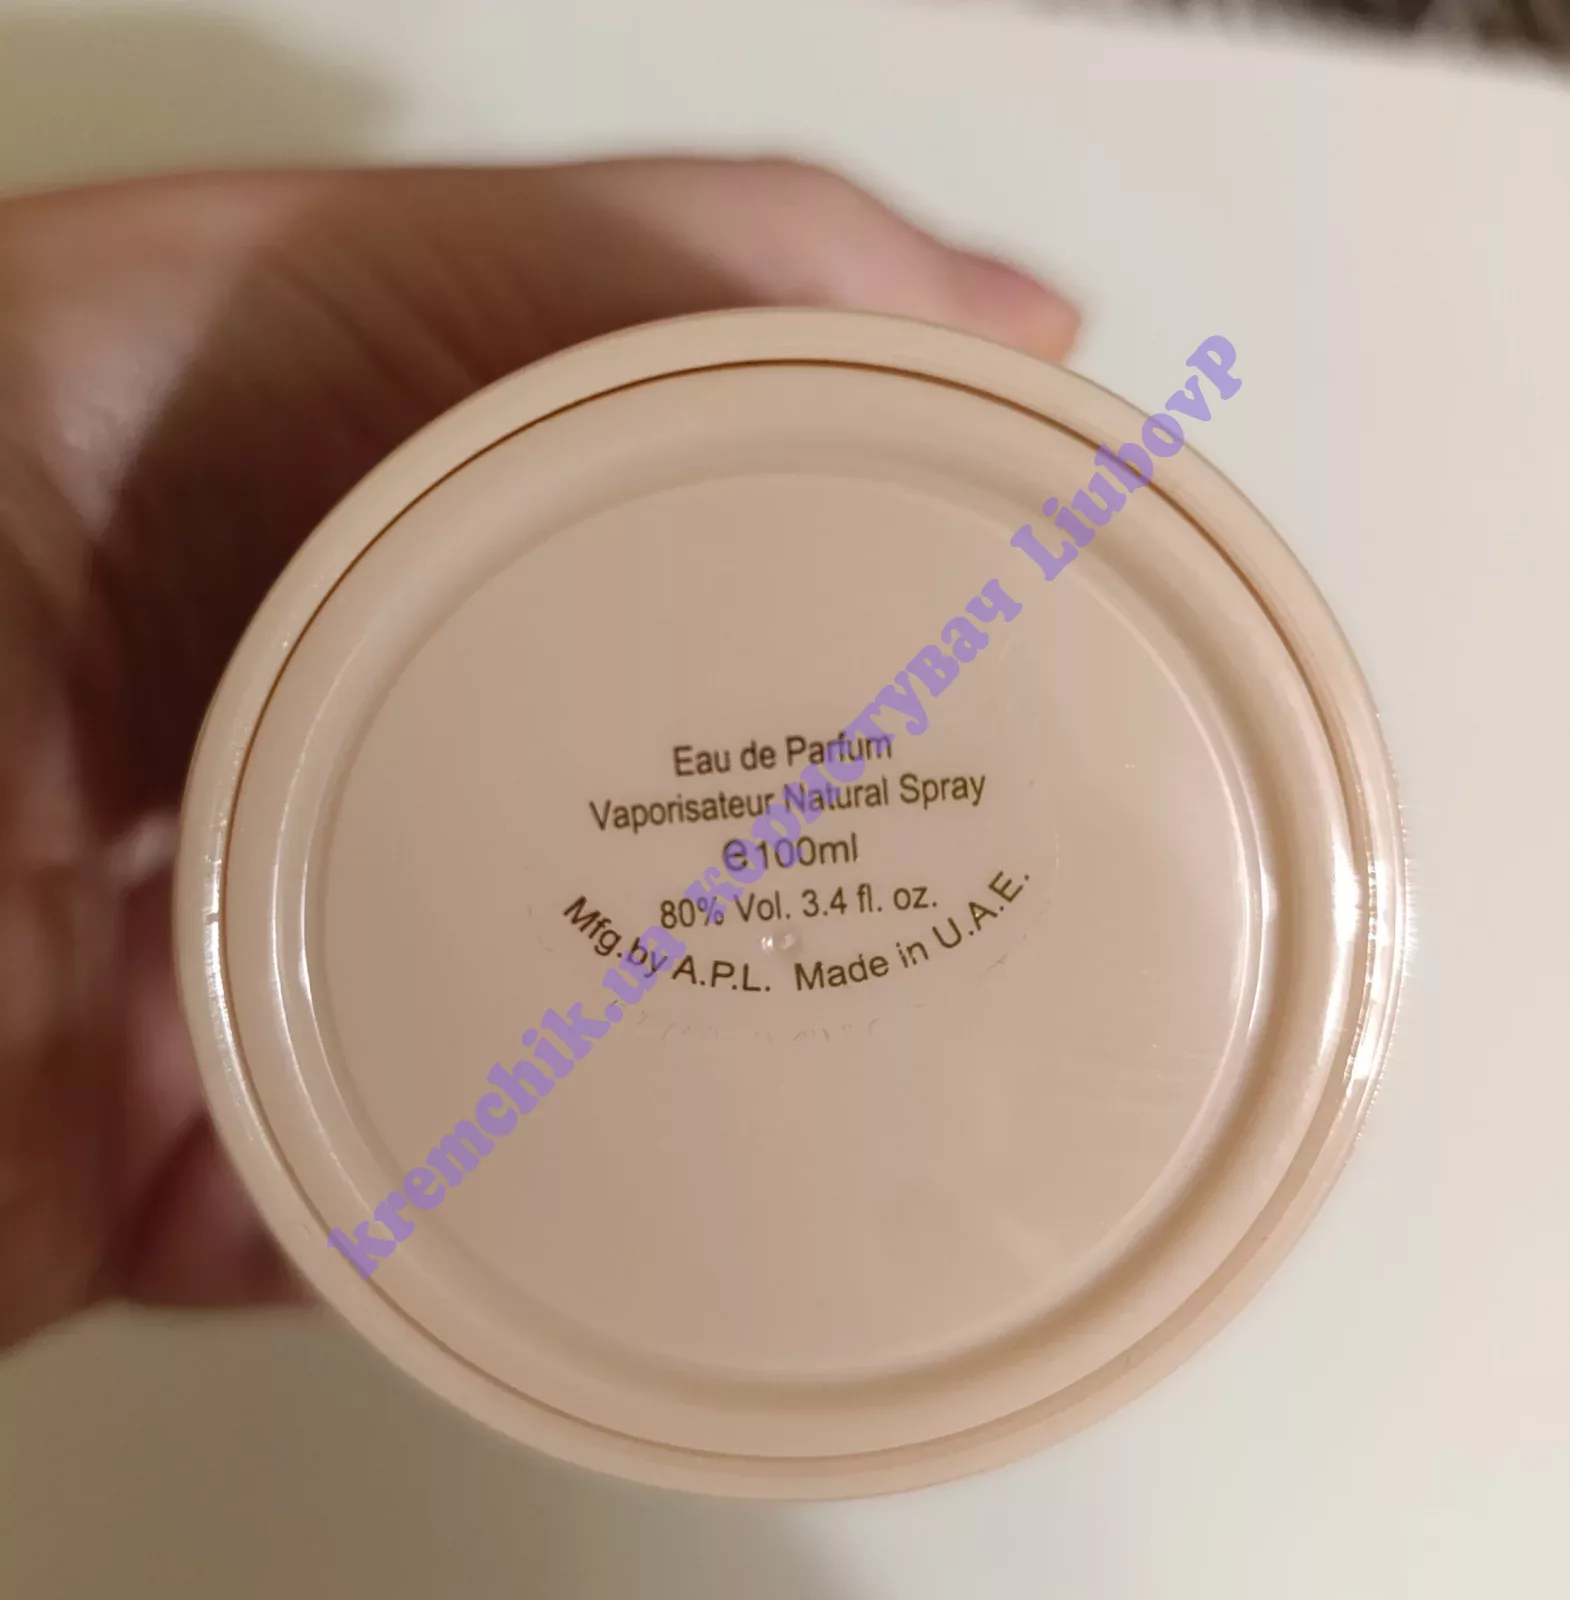 Eau de Parfum
Vaporisateur Natural Spray
℮100ml
80% Vol. 3.4 fl. oz.
Mfg.by A.P.L. Made in U.A.E.
kremchik.ua користувач LiubovP